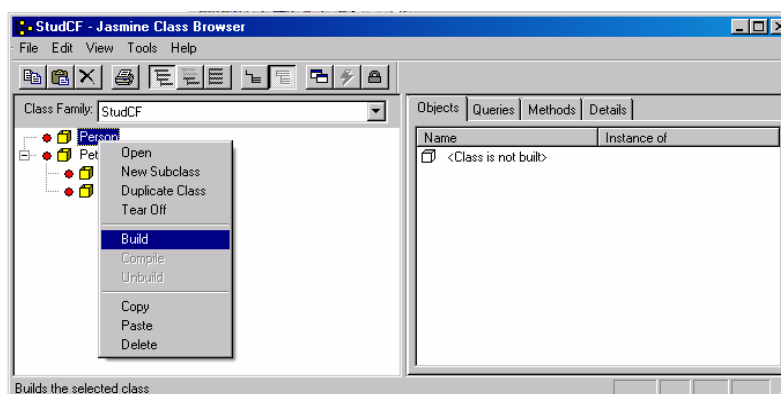 StudCF - Jasmine Class Browser
File Edit View Tools Help
Class Family: StudCF
Person
Pet
Open
New Subclass
Duplicate Class
Tear Off
Build
Compile
Unbuild
Copy
Paste
Delete
Objects Queries Methods Details
Name Instance of
<Class is not built>
Builds the selected class